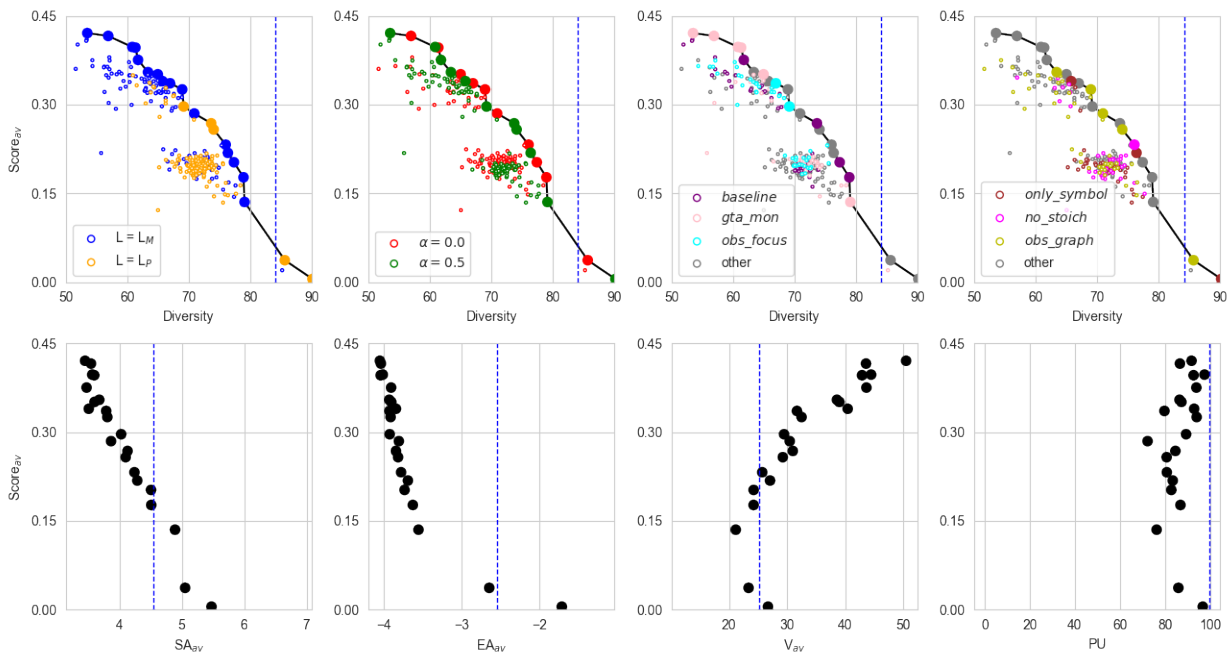 0.45
0.30
0.15
0.00
Score_av
L = L_M
L = L_P
50 60 70 80 90
Diversity
0.45
0.30
0.15
0.00
α = 0.0
α = 0.5
50 60 70 80 90
Diversity
0.45
0.30
0.15
0.00
baseline
gta_mon
obs_focus
other
50 60 70 80 90
Diversity
0.45
0.30
0.15
0.00
only_symbol
no_stoich
obs_graph
other
50 60 70 80 90
Diversity
0.45
0.30
0.15
0.00
Score_av
4 5 6 7
SA_av
0.45
0.30
0.15
0.00
−4 −3 −2
EA_av
0.45
0.30
0.15
0.00
20 30 40 50
V_av
0.45
0.30
0.15
0.00
0 20 40 60 80 100
PU